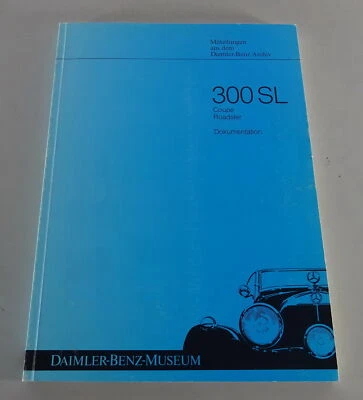 Mitteilungen
aus dem
Daimler-Benz-Archiv
300 SL
Coupé
Roadster
Dokumentation
DAIMLER-BENZ-MUSEUM